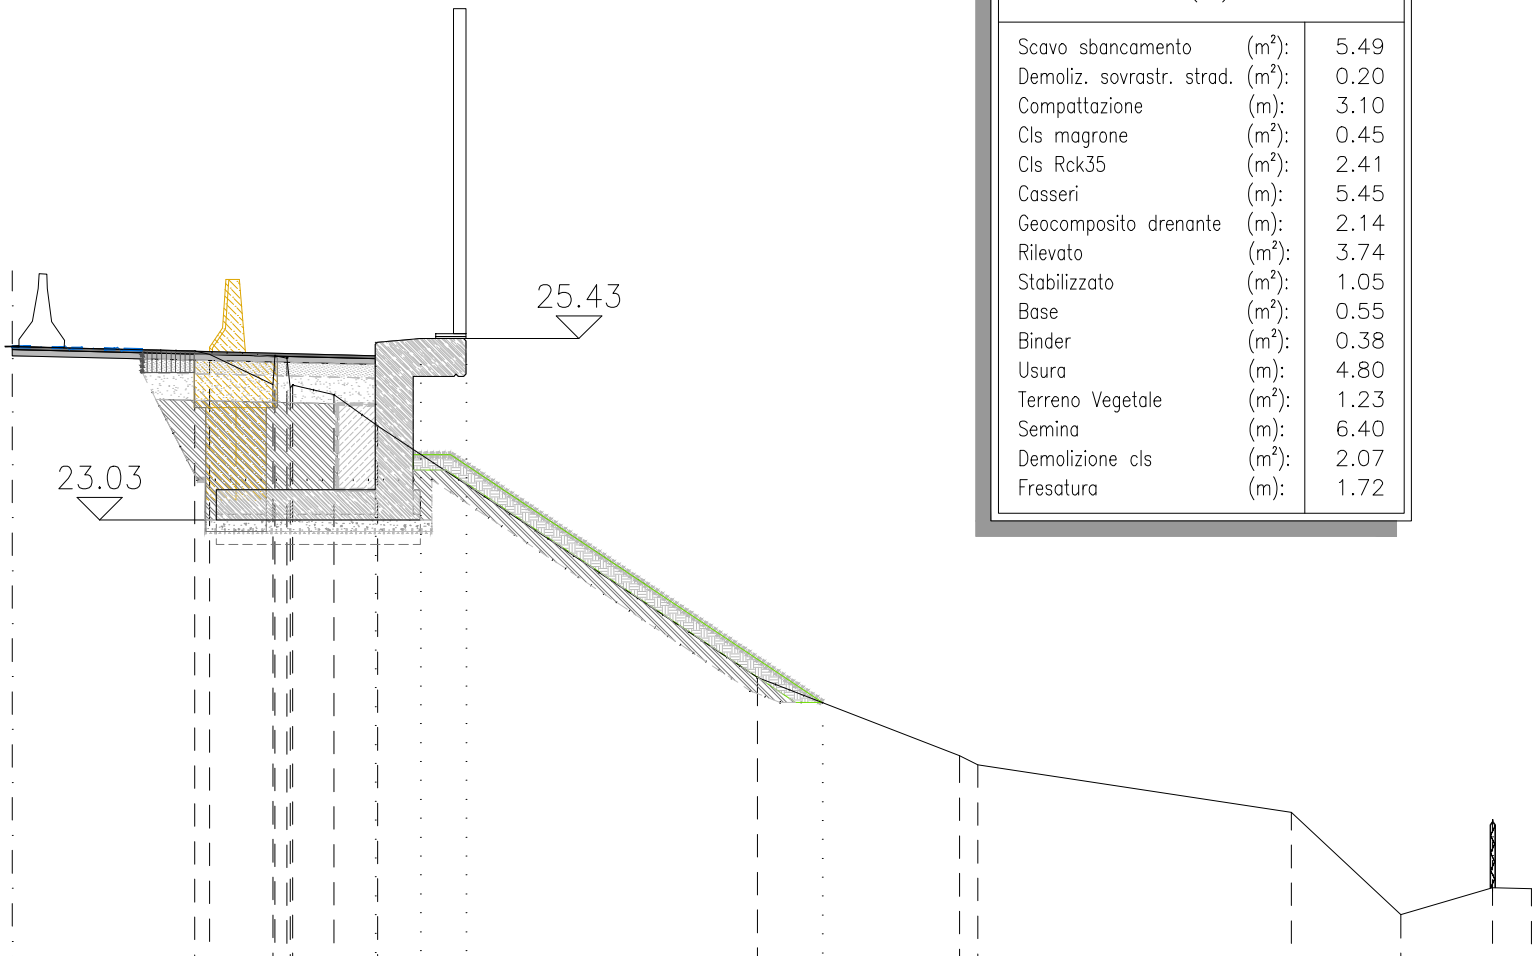 Scavo sbancamento (m²): 5.49
Demoliz. sovrastr. strad. (m²): 0.20
Compattazione (m): 3.10
Cls magrone (m²): 0.45
Cls Rck35 (m²): 2.41
Casseri (m): 5.45
Geocomposito drenante (m): 2.14
Rilevato (m²): 3.74
Stabilizzato (m²): 1.05
Base (m²): 0.55
Binder (m²): 0.38
Usura (m): 4.80
Terreno Vegetale (m²): 1.23
Semina (m): 6.40
Demolizione cls (m²): 2.07
Fresatura (m): 1.72
25.43
23.03